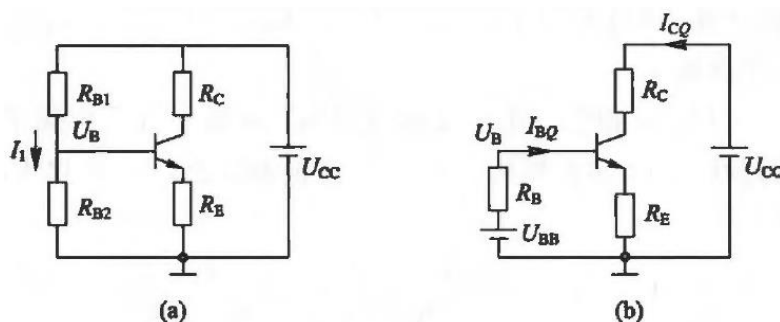 R_B1
R_C
U_B
I_1
R_B2
R_E
U_CC
(a)
I_CQ
R_C
U_B
I_BQ
R_B
U_BB
R_E
U_CC
(b)